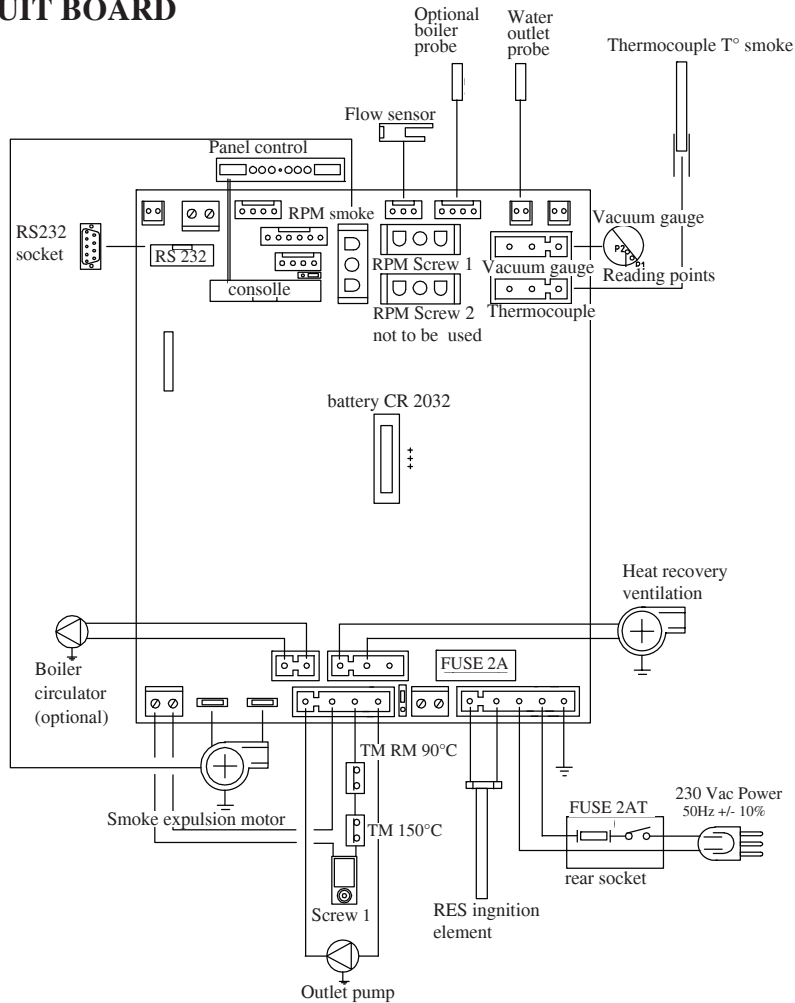 UIT BOARD
Optional
boiler
probe
Water
outlet
probe
Thermocouple T° smoke
Flow sensor
Panel control
RPM smoke
Vacuum gauge
RS232
socket
RS 232
RPM Screw 1
Vacuum gauge
P2
P1
Reading points
consolle
RPM Screw 2
not to be used
Thermocouple
battery CR 2032
+++
Heat recovery
ventilation
Boiler
circulator
(optional)
FUSE 2A
TM RM 90°C
Smoke expulsion motor
TM 150°C
FUSE 2AT
230 Vac Power
50Hz +/- 10%
rear socket
Screw 1
RES ingnition
element
Outlet pump